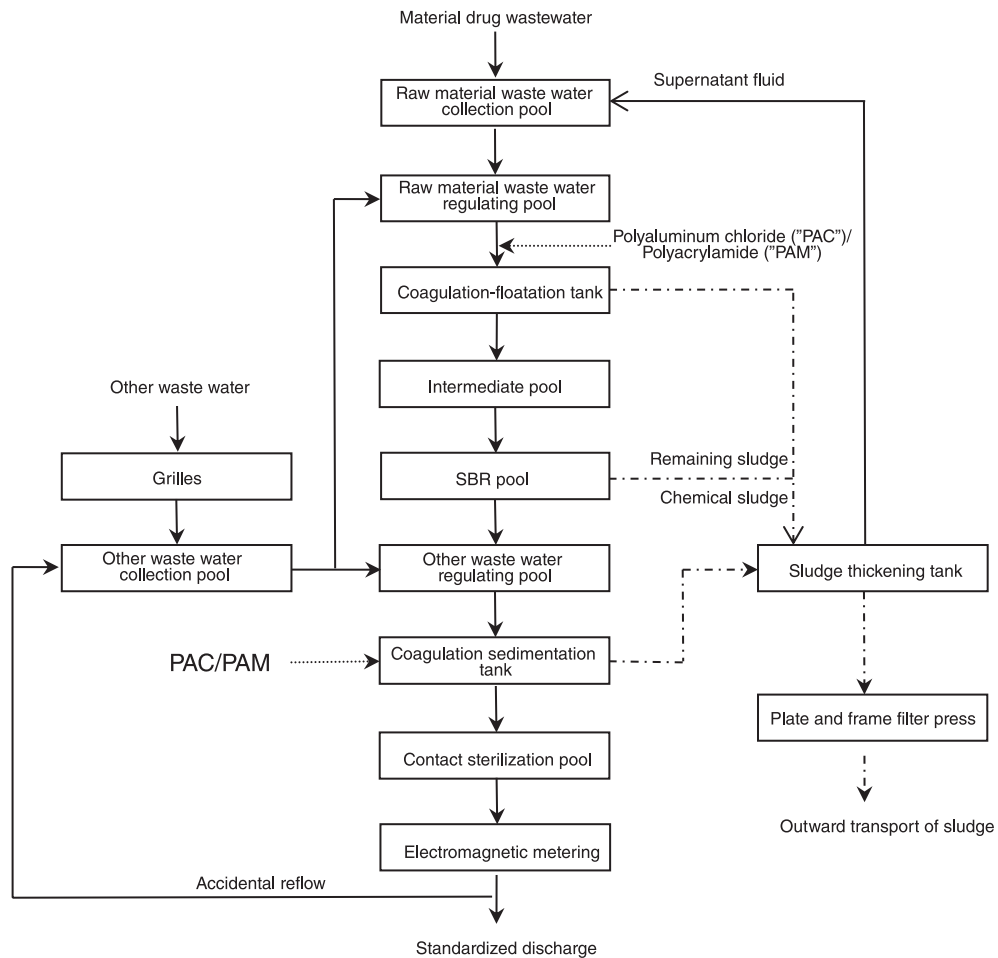 Material drug wastewater
Raw material waste water
collection pool
Supernatant fluid
Raw material waste water
regulating pool
Polyaluminum chloride ("PAC")/
Polyacrylamide ("PAM")
Coagulation-floatation tank
Intermediate pool
Other waste water
Grilles
SBR pool
Remaining sludge
Chemical sludge
Other waste water
collection pool
Other waste water
regulating pool
Sludge thickening tank
PAC/PAM
Coagulation sedimentation
tank
Plate and frame filter press
Contact sterilization pool
Outward transport of sludge
Electromagnetic metering
Accidental reflow
Standardized discharge